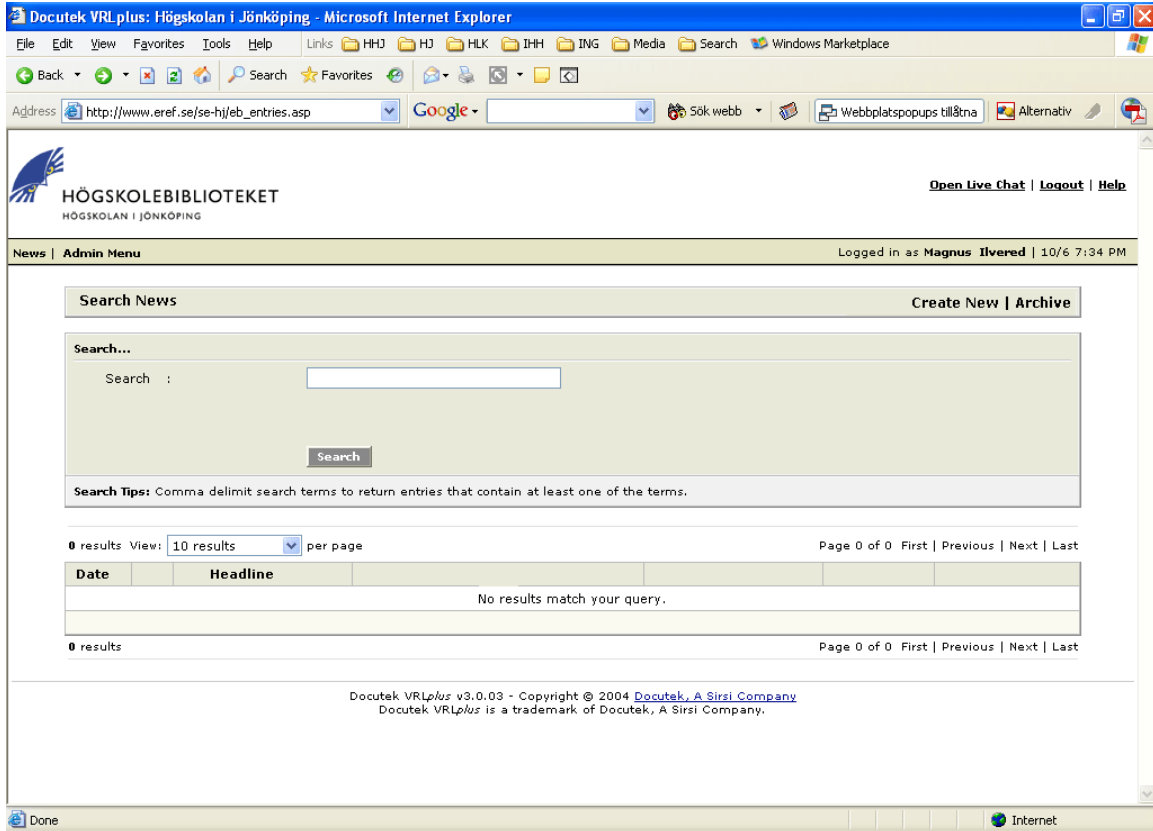 Docutek VRLplus: Högskolan i Jönköping - Microsoft Internet Explorer
File Edit View Favorites Tools Help Links HHJ HJ HLK IHH ING Media Search Windows Marketplace
Back Search Favorites
Address http://www.eref.se/se-hj/eb_entries.asp Google Sök webb Webbplatspopups tillåtna Alternativ
HÖGSKOLEBIBLIOTEKET
HÖGSKOLAN I JÖNKÖPING
Open Live Chat | Logout | Help
News | Admin Menu Logged in as Magnus Ilvered | 10/6 7:34 PM
Search News Create New | Archive
Search...
Search :
Search
Search Tips: Comma delimit search terms to return entries that contain at least one of the terms.
0 results View: 10 results per page Page 0 of 0 First | Previous | Next | Last
Date Headline
No results match your query.
0 results Page 0 of 0 First | Previous | Next | Last
Docutek VRLplus v3.0.03 - Copyright © 2004 Docutek, A Sirsi Company
Docutek VRLplus is a trademark of Docutek, A Sirsi Company.
Done Internet